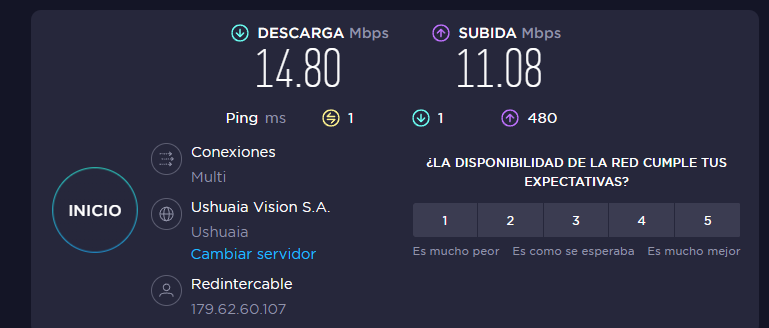 DESCARGA Mbps
14.80
SUBIDA Mbps
11.08
Ping ms 1 1 480
Conexiones
Multi
INICIO
Ushuaia Vision S.A.
Ushuaia
Cambiar servidor
Redintercable
179.62.60.107
¿LA DISPONIBILIDAD DE LA RED CUMPLE TUS
EXPECTATIVAS?
1 2 3 4 5
Es mucho peor Es como se esperaba Es mucho mejor